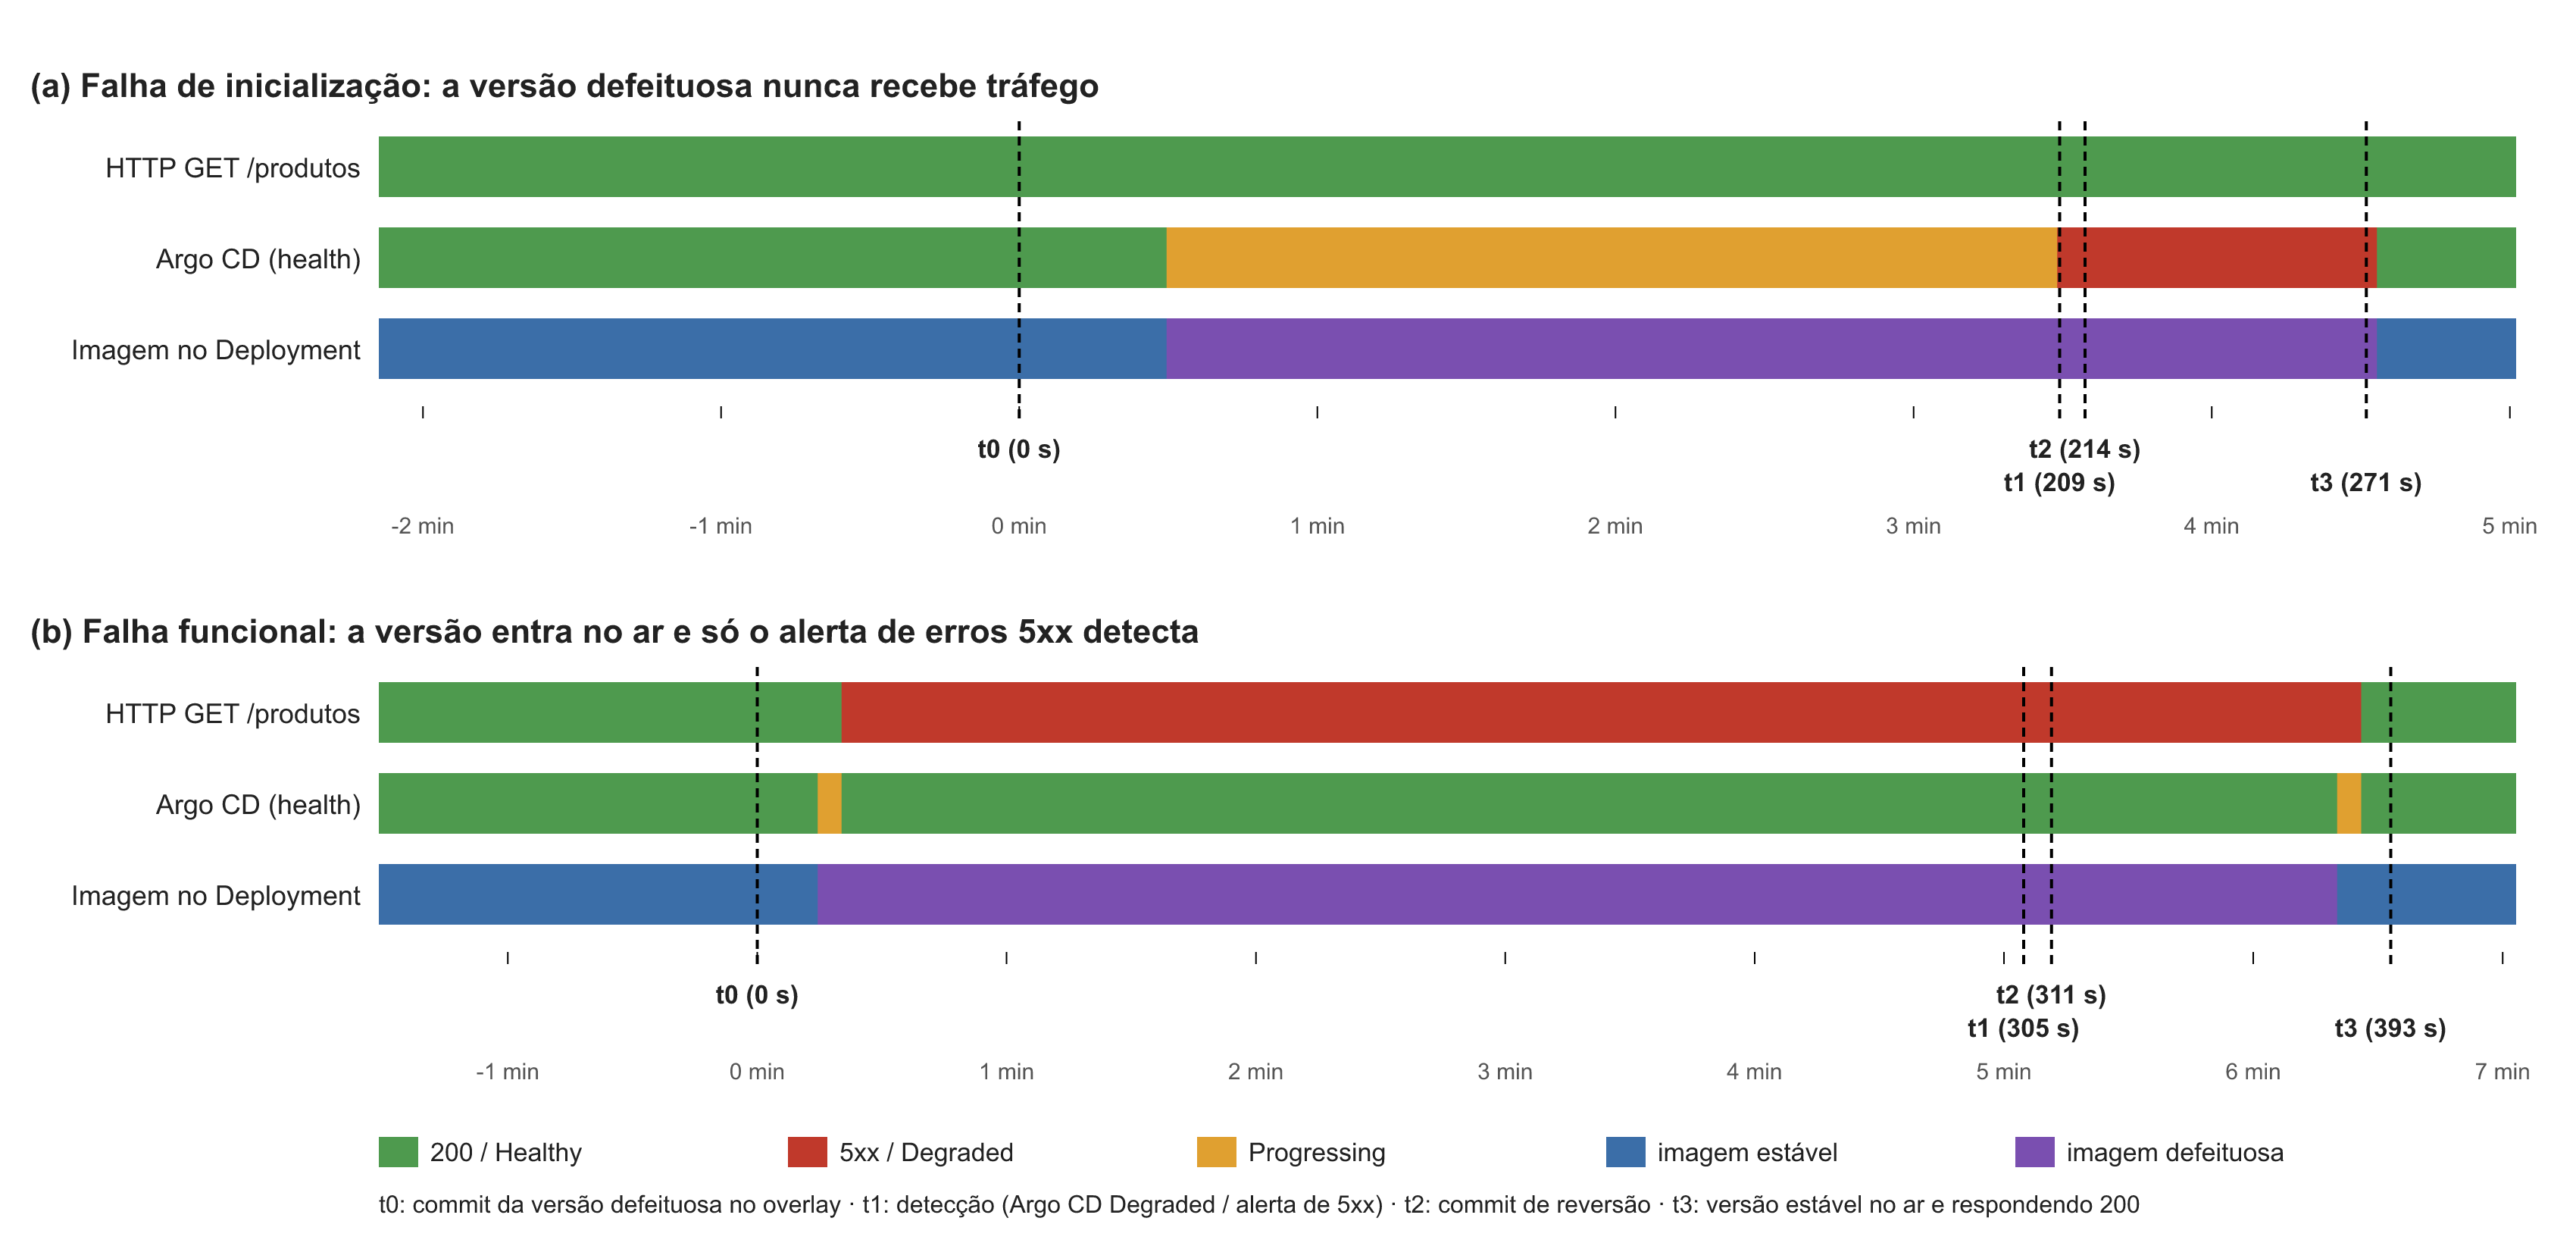 (a) Falha de inicialização: a versão defeituosa nunca recebe tráfego
HTTP GET /produtos
Argo CD (health)
Imagem no Deployment
t0 (0 s)
t2 (214 s)
t1 (209 s)
t3 (271 s)
-2 min -1 min 0 min 1 min 2 min 3 min 4 min 5 min
(b) Falha funcional: a versão entra no ar e só o alerta de erros 5xx detecta
HTTP GET /produtos
Argo CD (health)
Imagem no Deployment
t0 (0 s)
t2 (311 s)
t1 (305 s)
t3 (393 s)
-1 min 0 min 1 min 2 min 3 min 4 min 5 min 6 min 7 min
200 / Healthy 5xx / Degraded Progressing imagem estável imagem defeituosa
t0: commit da versão defeituosa no overlay · t1: detecção (Argo CD Degraded / alerta de 5xx) · t2: commit de reversão · t3: versão estável no ar e respondendo 200